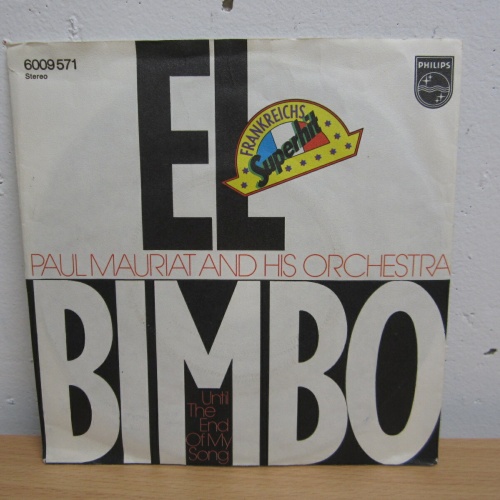 6009 571
Stereo
PHILIPS
EL
FRANKREICHS
Superhit
PAUL MAURIAT AND HIS ORCHESTRA
BIMBO
Until
The
End
Of My
Song